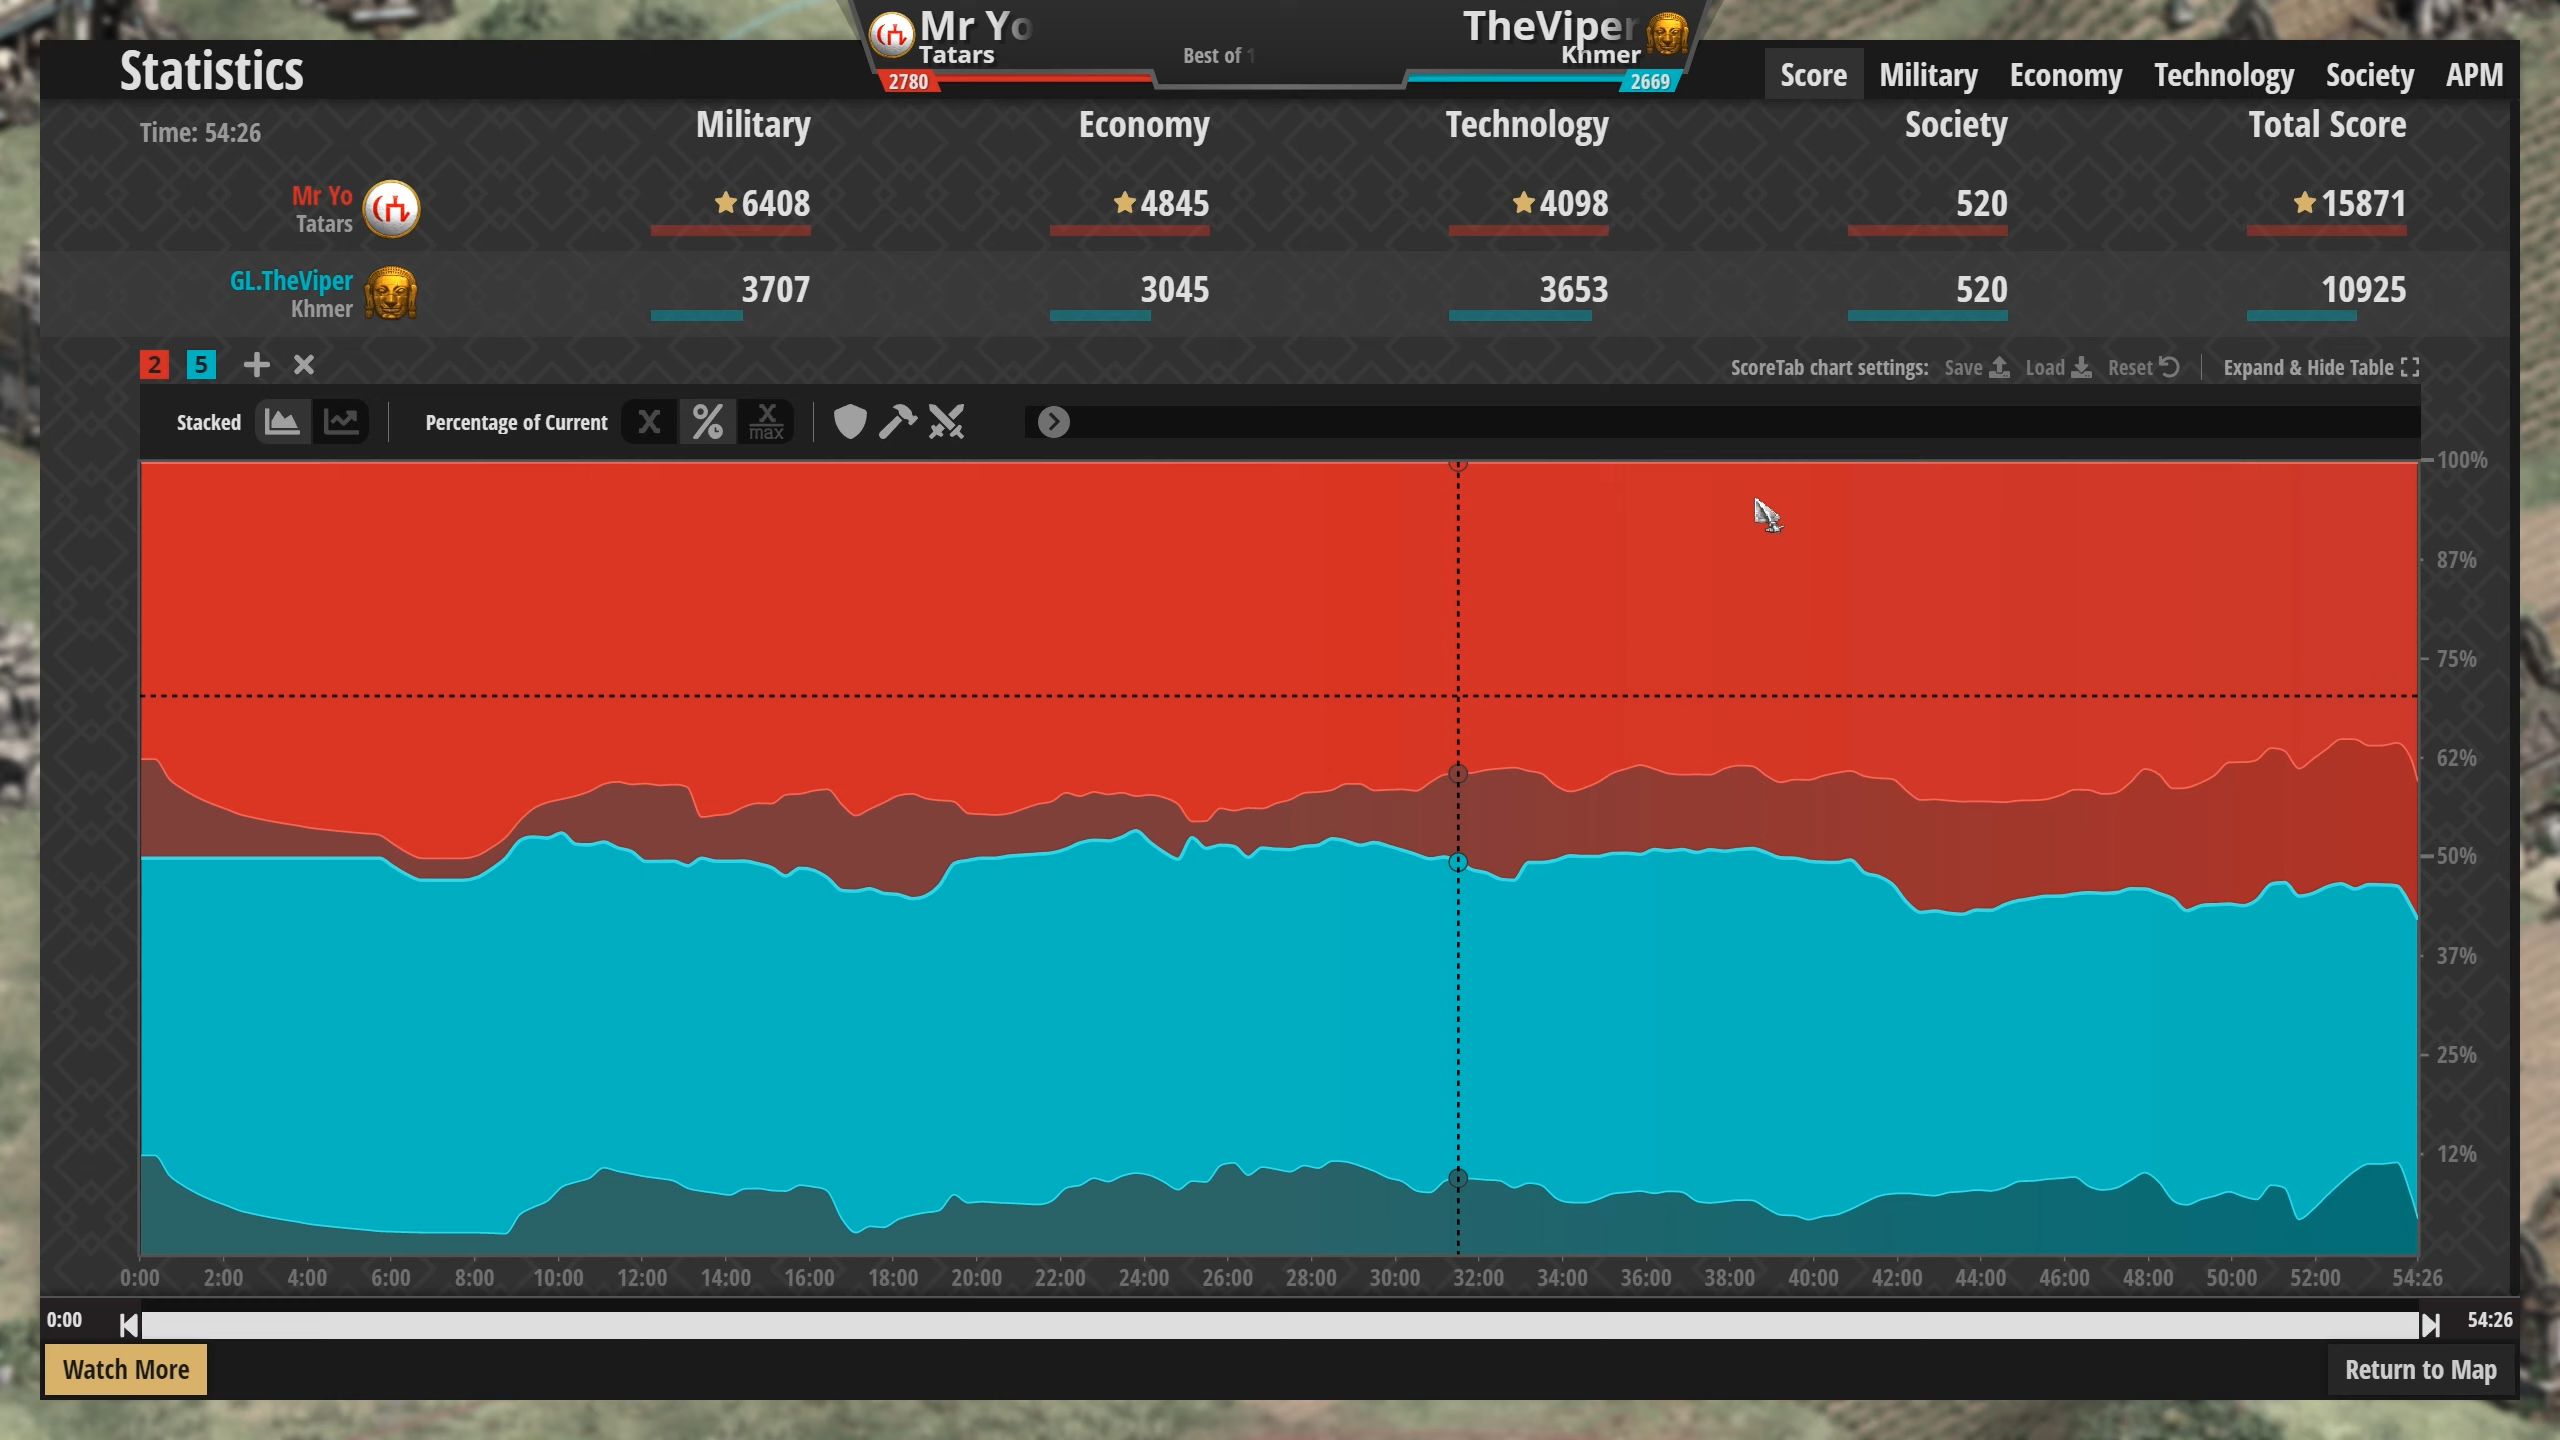 Mr Yo
Tatars
2780
Best of 1
TheViper
Khmer
2669
Statistics
Score Military Economy Technology Society APM
Time: 54:26
Military Economy Technology Society Total Score
Mr Yo
Tatars
6408 4845 4098 520 15871
GL.TheViper
Khmer
3707 3045 3653 520 10925
2 5
ScoreTab chart settings: Save Load Reset Expand & Hide Table
Stacked
Percentage of Current
X
%
X
max
100%
87%
75%
62%
50%
37%
25%
12%
0:00 2:00 4:00 6:00 8:00 10:00 12:00 14:00 16:00 18:00 20:00 22:00 24:00 26:00 28:00 30:00 32:00 34:00 36:00 38:00 40:00 42:00 44:00 46:00 48:00 50:00 52:00 54:26
0:00
54:26
Watch More
Return to Map